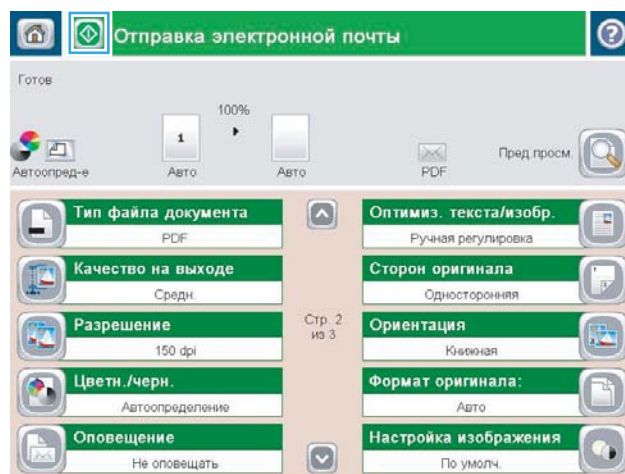 Отправка электронной почты
?
Готов
100%
1
Автоопред-е
Авто
Авто
PDF
Пред.просм.
Тип файла документа
PDF
Качество на выходе
Средн.
Разрешение
150 dpi
Цветн./черн.
Автоопределение
Оповещение
Не оповещать
Стр. 2
из 3
Оптимиз. текста/изобр.
Ручная регулировка
Сторон оригинала
Односторонняя
Ориентация
Книжная
Формат оригинала:
Авто
Настройка изображения
По умолч.